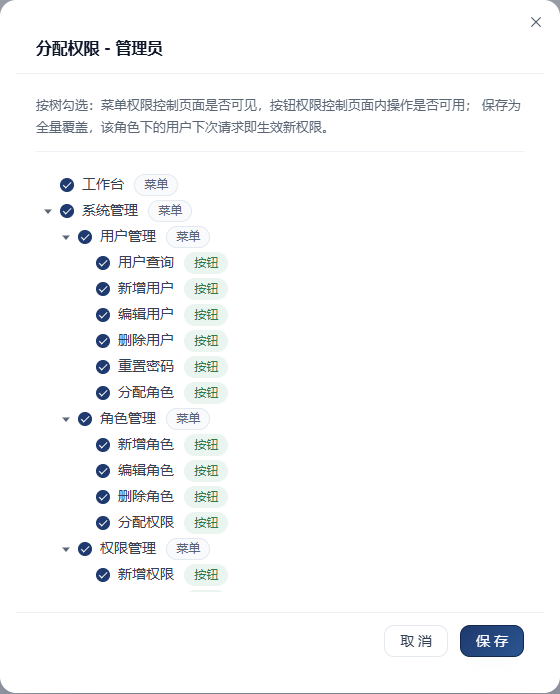 分配权限 - 管理员
按树勾选：菜单权限控制页面是否可见，按钮权限控制页面内操作是否可用； 保存为
全量覆盖，该角色下的用户下次请求即生效新权限。
工作台 菜单
系统管理 菜单
用户管理 菜单
用户查询 按钮
新增用户 按钮
编辑用户 按钮
删除用户 按钮
重置密码 按钮
分配角色 按钮
角色管理 菜单
新增角色 按钮
编辑角色 按钮
删除角色 按钮
分配权限 按钮
权限管理 菜单
新增权限 按钮
取消 保存